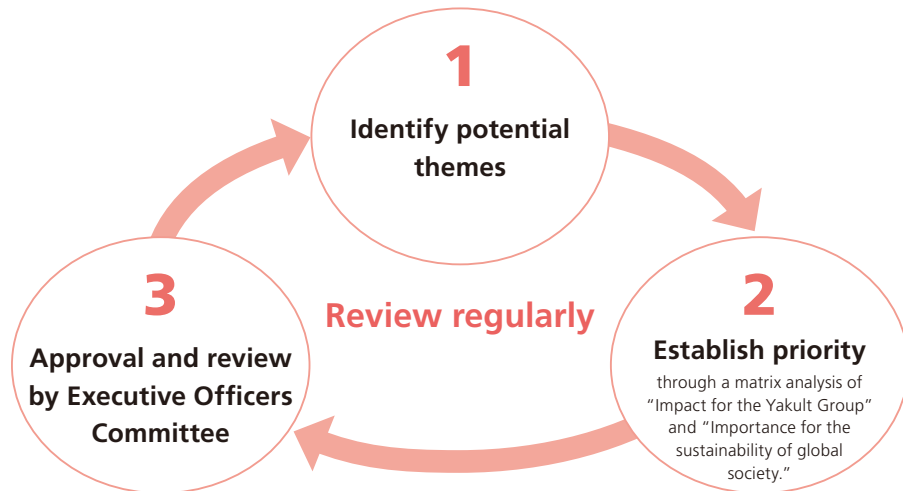 1
Identify potential
themes
2
Establish priority
through a matrix analysis of
“Impact for the Yakult Group”
and “Importance for the
sustainability of global
society.”
3
Approval and review
by Executive Officers
Committee
Review regularly